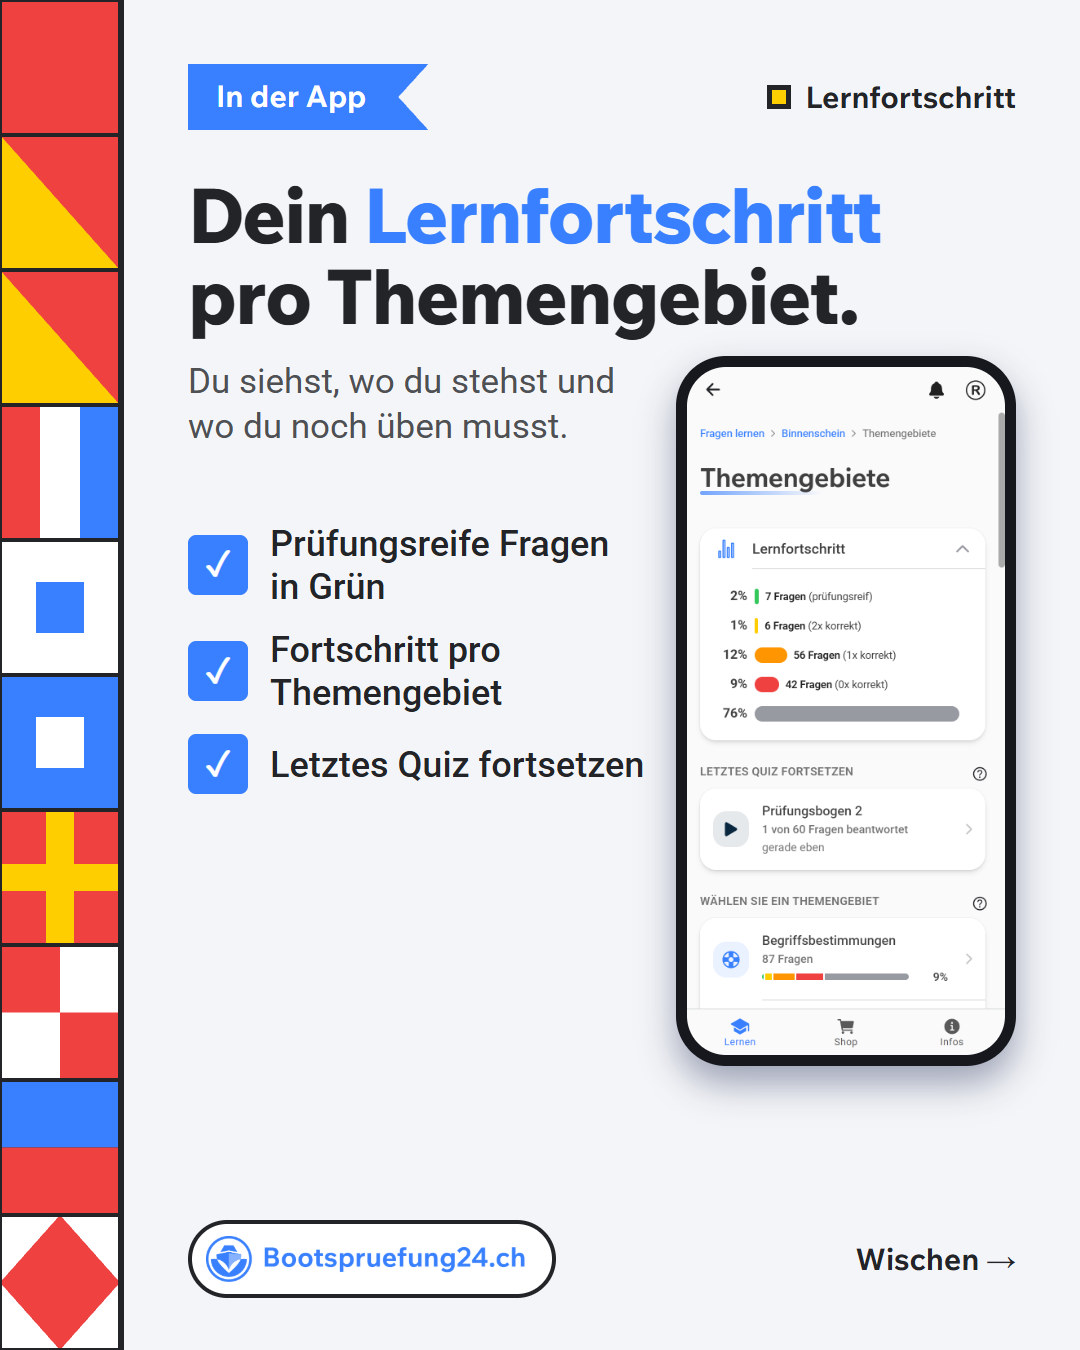 In der App
Lernfortschritt
Dein Lernfortschritt
pro Themengebiet.
Du siehst, wo du stehst und
wo du noch üben musst.
Prüfungsreife Fragen
in Grün
Fortschritt pro
Themengebiet
Letztes Quiz fortsetzen
R
Fragen lernen > Binnenschein > Themengebiete
Themengebiete
Lernfortschritt
2% 7 Fragen (prüfungsreif)
1% 6 Fragen (2x korrekt)
12% 56 Fragen (1x korrekt)
9% 42 Fragen (0x korrekt)
76%
LETZTES QUIZ FORTSETZEN
Prüfungsbogen 2
1 von 60 Fragen beantwortet
gerade eben
WÄHLEN SIE EIN THEMENGEBIET
Begriffsbestimmungen
87 Fragen
9%
Lernen Shop Infos
Bootspruefung24.ch
Wischen →